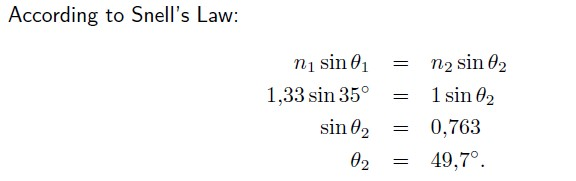 According to Snell's Law:
n₁ sin θ₁ = n₂ sin θ₂
1,33 sin 35° = 1 sin θ₂
sin θ₂ = 0,763
θ₂ = 49,7°.